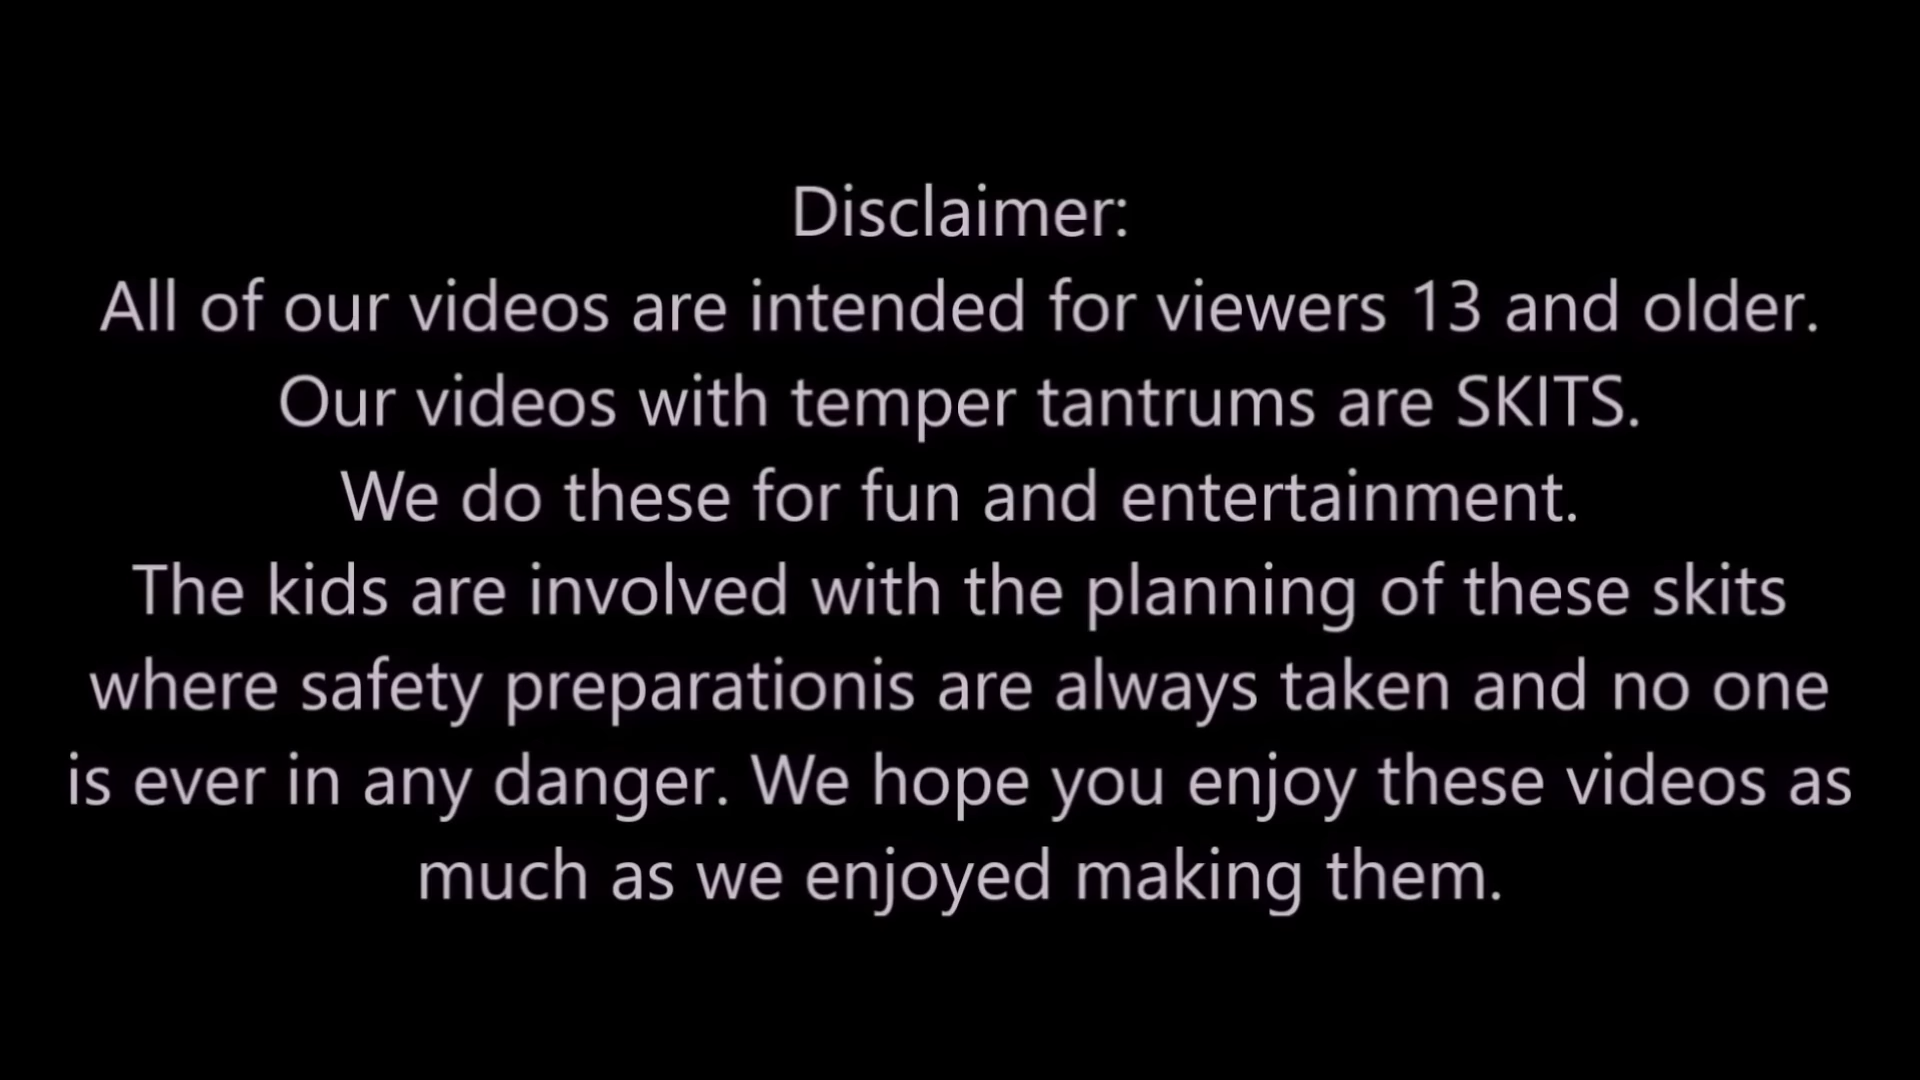 Disclaimer:
All of our videos are intended for viewers 13 and older.
Our videos with temper tantrums are SKITS.
We do these for fun and entertainment.
The kids are involved with the planning of these skits
where safety preparationis are always taken and no one
is ever in any danger. We hope you enjoy these videos as
much as we enjoyed making them.